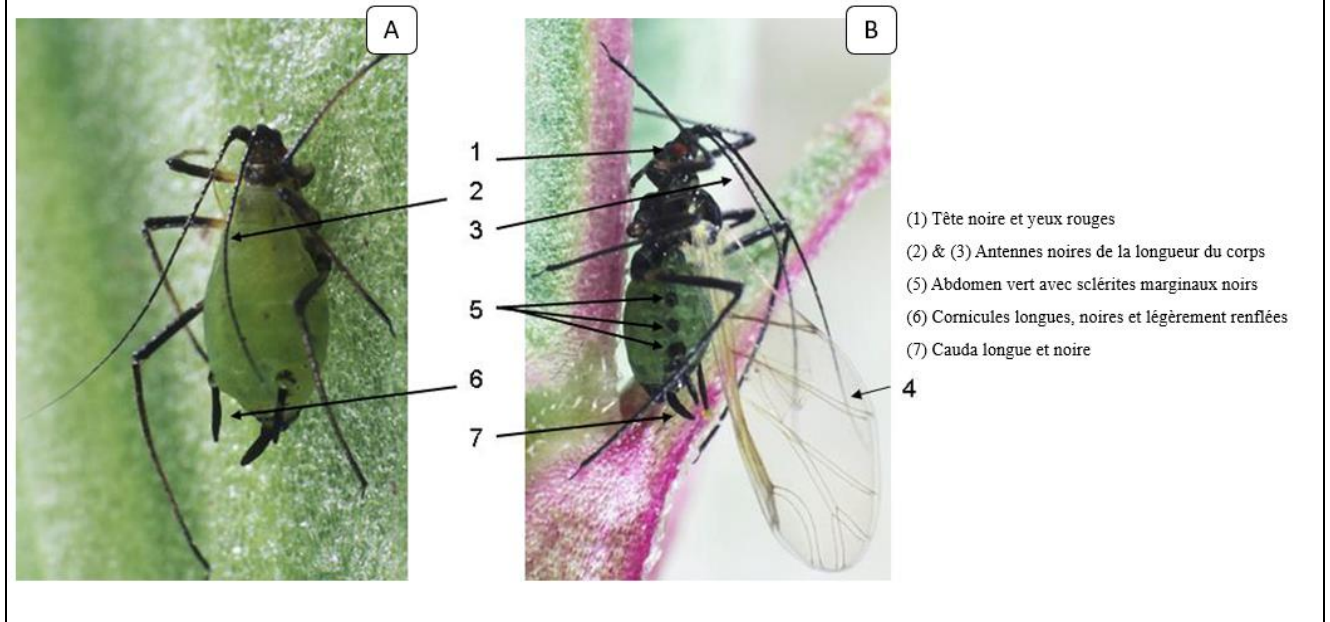 A
B
1
2
3
5
6
7
4
(1) Tête noire et yeux rouges
(2) & (3) Antennes noires de la longueur du corps
(5) Abdomen vert avec sclérites marginaux noirs
(6) Cornicules longues, noires et légèrement renflées
(7) Cauda longue et noire